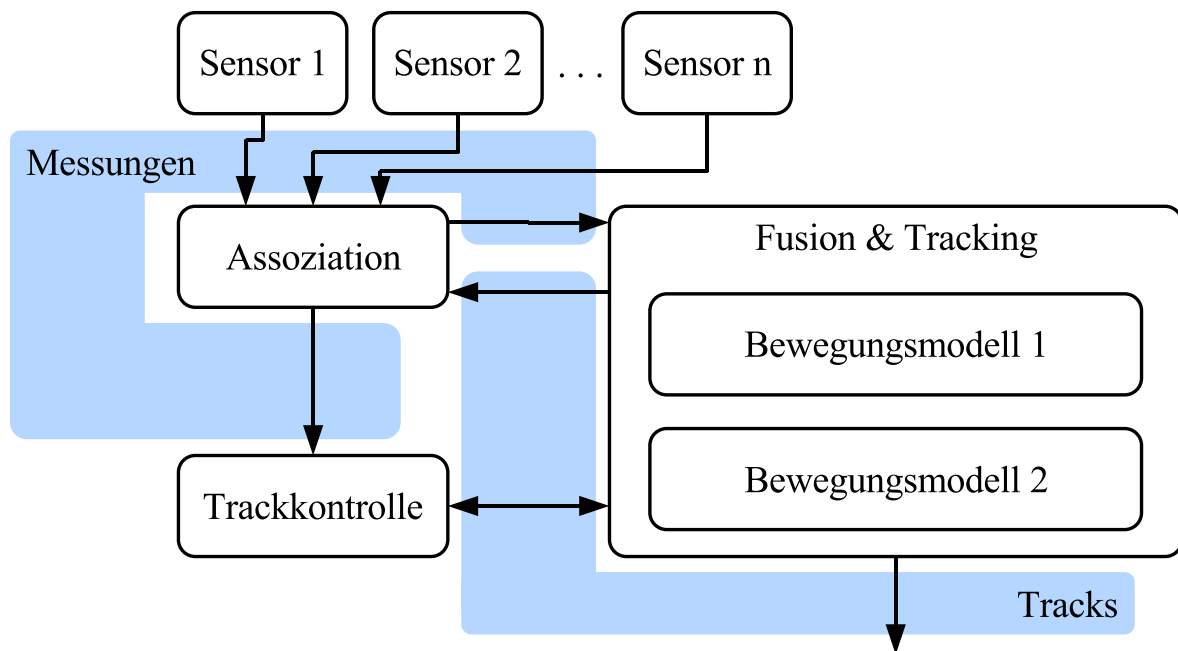 Sensor 1
Sensor 2
. . .
Sensor n
Messungen
Assoziation
Fusion & Tracking
Bewegungsmodell 1
Bewegungsmodell 2
Trackkontrolle
Tracks